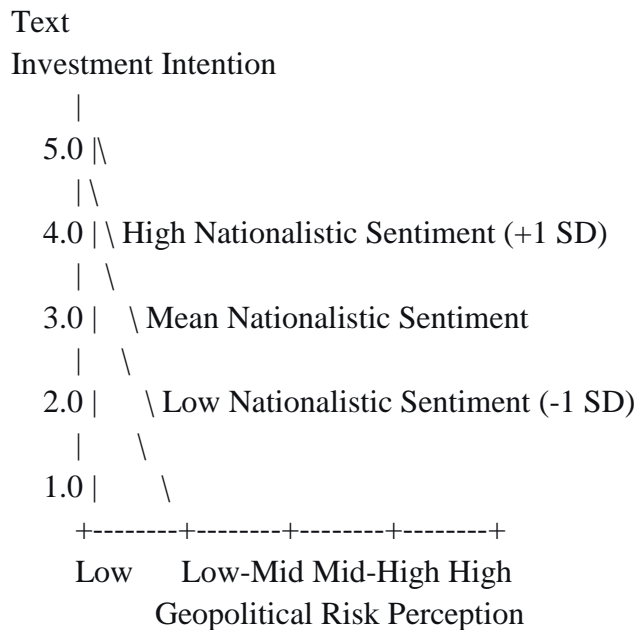 Text
Investment Intention
|
5.0 |\
| \
4.0 | \ High Nationalistic Sentiment (+1 SD)
| \
3.0 | \ Mean Nationalistic Sentiment
| \
2.0 | \ Low Nationalistic Sentiment (-1 SD)
| \
1.0 | \
+--------+--------+--------+--------+
Low Low-Mid Mid-High High
Geopolitical Risk Perception